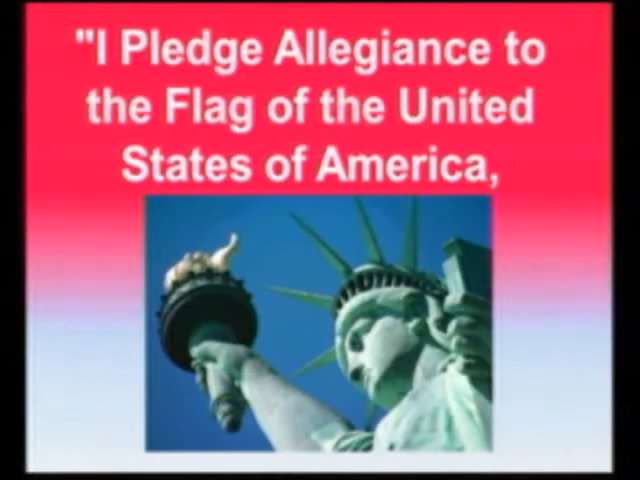 "I Pledge Allegiance to
the Flag of the United
States of America,